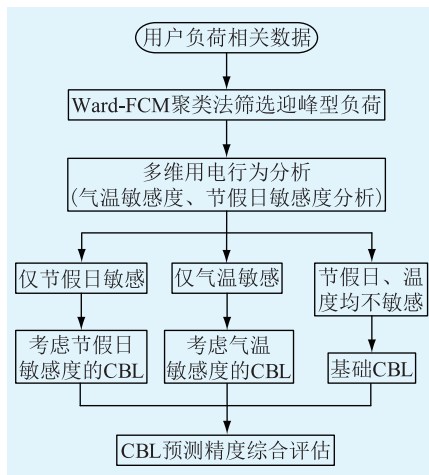 用户负荷相关数据
Ward-FCM聚类法筛选迎峰型负荷
多维用电行为分析
(气温敏感度、节假日敏感度分析)
仅节假日敏感
仅气温敏感
节假日、温
度均不敏感
考虑节假日
敏感度的CBL
考虑气温
敏感度的CBL
基础CBL
CBL预测精度综合评估